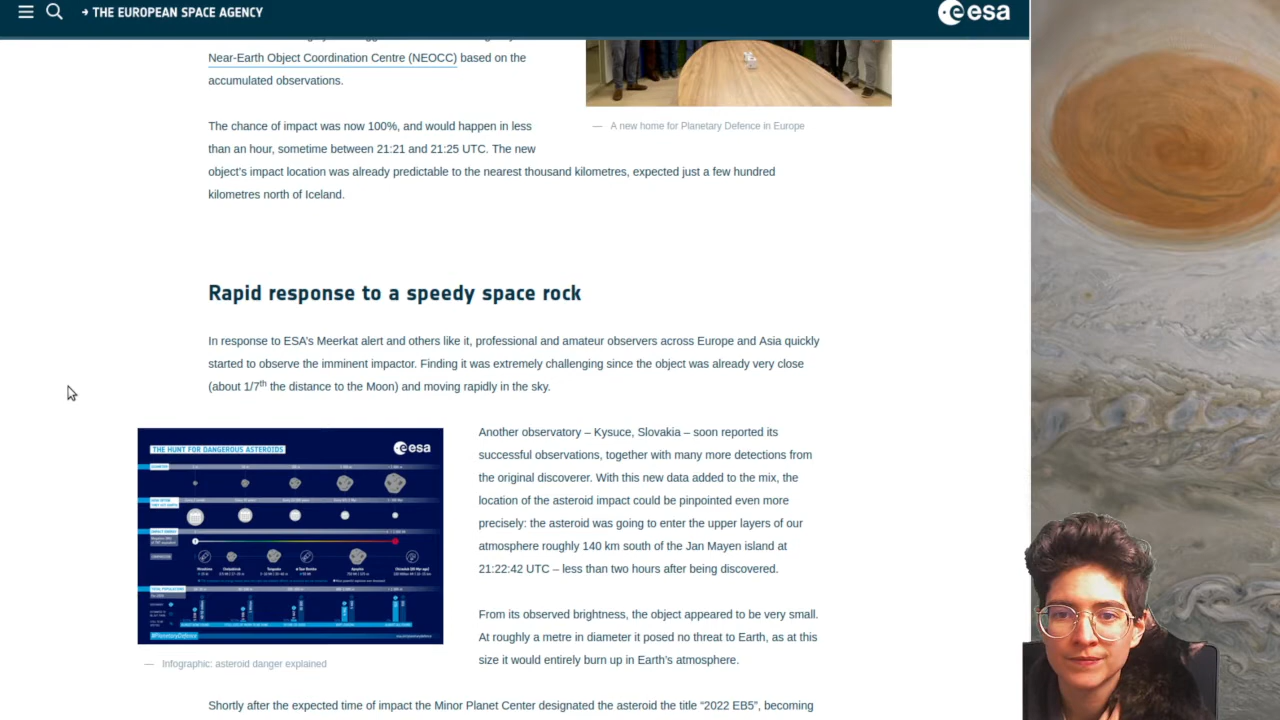 → THE EUROPEAN SPACE AGENCY
esa
Near-Earth Object Coordination Centre (NEOCC) based on the
accumulated observations.
— A new home for Planetary Defence in Europe
The chance of impact was now 100%, and would happen in less
than an hour, sometime between 21:21 and 21:25 UTC. The new
object's impact location was already predictable to the nearest thousand kilometres, expected just a few hundred
kilometres north of Iceland.
Rapid response to a speedy space rock
In response to ESA's Meerkat alert and others like it, professional and amateur observers across Europe and Asia quickly
started to observe the imminent impactor. Finding it was extremely challenging since the object was already very close
(about 1/7th the distance to the Moon) and moving rapidly in the sky.
THE HUNT FOR DANGEROUS ASTEROIDS
esa
#PlanetaryDefence
— Infographic: asteroid danger explained
Another observatory – Kysuce, Slovakia – soon reported its
successful observations, together with many more detections from
the original discoverer. With this new data added to the mix, the
location of the asteroid impact could be pinpointed even more
precisely: the asteroid was going to enter the upper layers of our
atmosphere roughly 140 km south of the Jan Mayen island at
21:22:42 UTC – less than two hours after being discovered.
From its observed brightness, the object appeared to be very small.
At roughly a metre in diameter it posed no threat to Earth, as at this
size it would entirely burn up in Earth's atmosphere.
Shortly after the expected time of impact the Minor Planet Center designated the asteroid the title “2022 EB5”, becoming